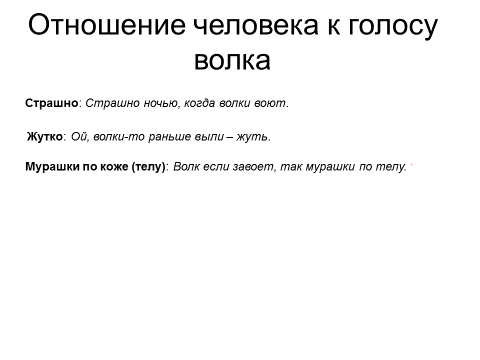 Отношение человека к голосу
волка
Страшно: Страшно ночью, когда волки воют.
Жутко: Ой, волки-то раньше выли – жуть.
Мурашки по коже (телу): Волк если завоет, так мурашки по телу.